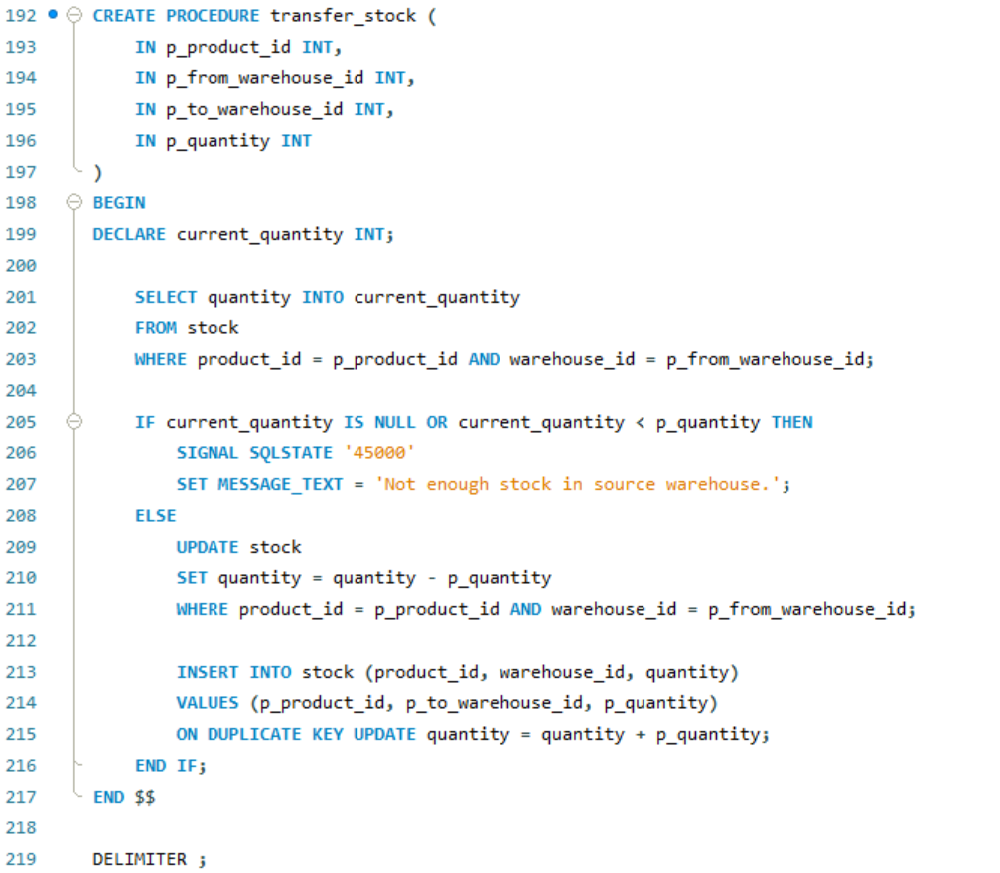 192 CREATE PROCEDURE transfer_stock (
193 IN p_product_id INT,
194 IN p_from_warehouse_id INT,
195 IN p_to_warehouse_id INT,
196 IN p_quantity INT
197 )
198 BEGIN
199 DECLARE current_quantity INT;
200
201 SELECT quantity INTO current_quantity
202 FROM stock
203 WHERE product_id = p_product_id AND warehouse_id = p_from_warehouse_id;
204
205 IF current_quantity IS NULL OR current_quantity < p_quantity THEN
206 SIGNAL SQLSTATE '45000'
207 SET MESSAGE_TEXT = 'Not enough stock in source warehouse.';
208 ELSE
209 UPDATE stock
210 SET quantity = quantity - p_quantity
211 WHERE product_id = p_product_id AND warehouse_id = p_from_warehouse_id;
212
213 INSERT INTO stock (product_id, warehouse_id, quantity)
214 VALUES (p_product_id, p_to_warehouse_id, p_quantity)
215 ON DUPLICATE KEY UPDATE quantity = quantity + p_quantity;
216 END IF;
217 END $$
218
219 DELIMITER ;